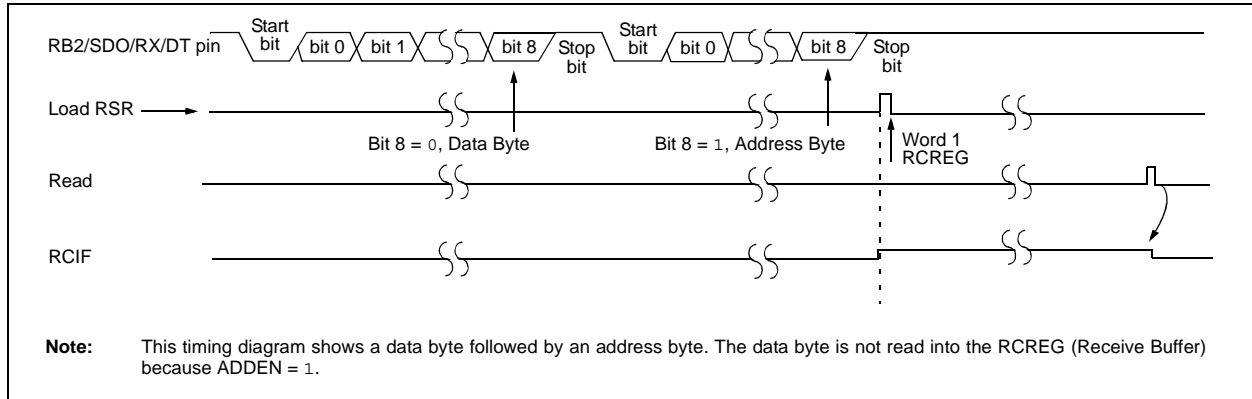 RB2/SDO/RX/DT pin
Start
bit
bit 0
bit 1
bit 8
Stop
bit
Start
bit
bit 0
bit 8
Stop
bit
Load RSR
Bit 8 = 0, Data Byte
Bit 8 = 1, Address Byte
Word 1
RCREG
Read
RCIF
Note: This timing diagram shows a data byte followed by an address byte. The data byte is not read into the RCREG (Receive Buffer)
because ADDEN = 1.